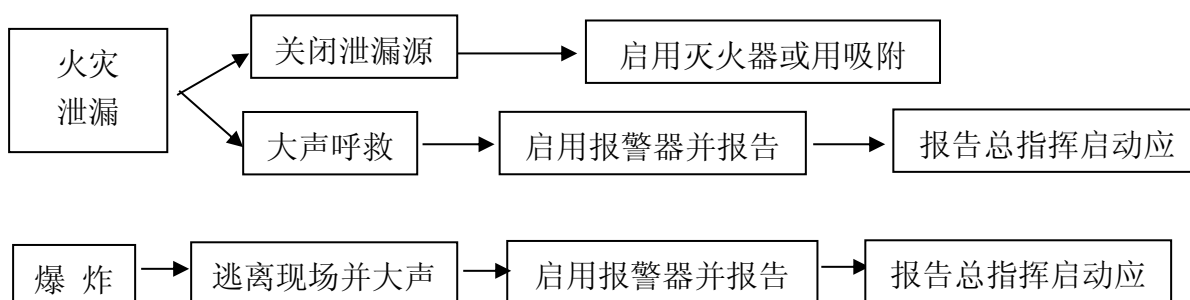 火灾
泄漏
关闭泄漏源
启用灭火器或用吸附
大声呼救
启用报警器并报告
报告总指挥启动应
爆 炸
逃离现场并大声
启用报警器并报告
报告总指挥启动应